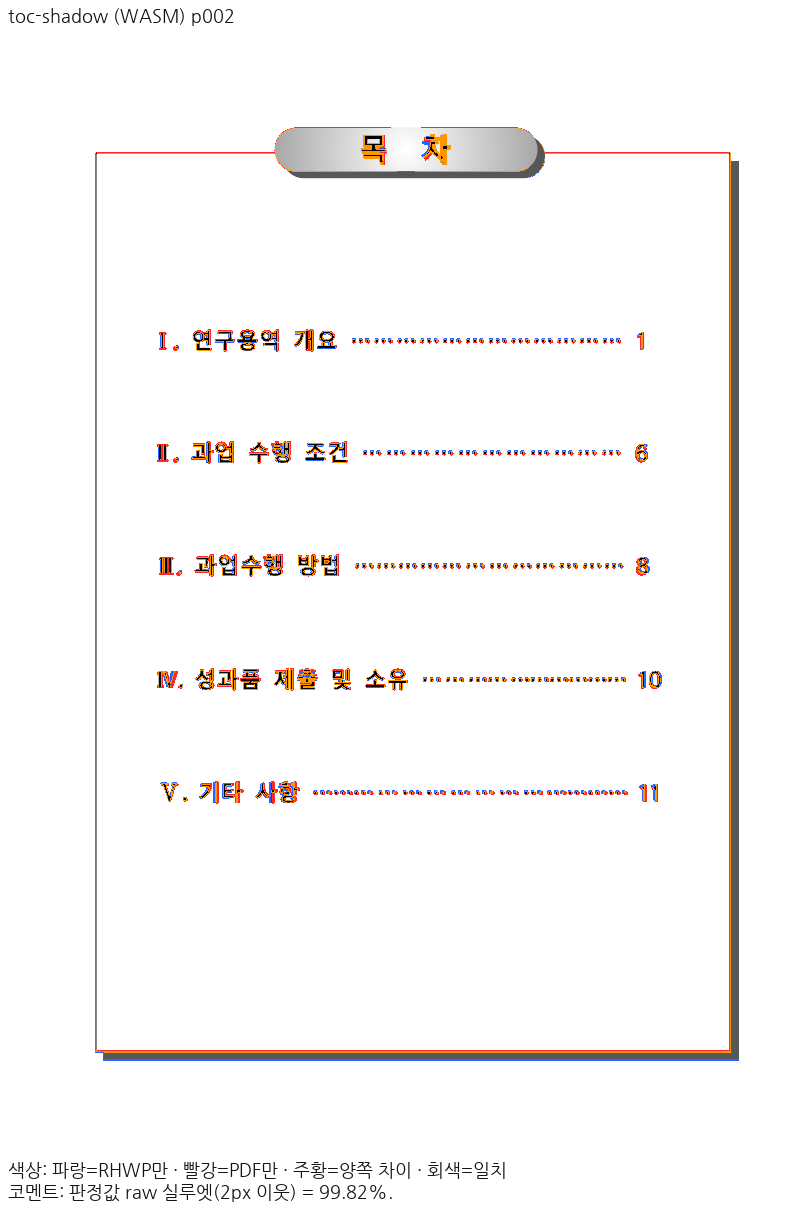 toc-shadow (WASM) p002
목 차
Ⅰ. 연구용역 개요 ………………………………… 1
Ⅱ. 과업 수행 조건 ……………………………… 6
Ⅲ. 과업수행 방법 ……………………………… 8
Ⅳ. 성과품 제출 및 소유 ……………………… 10
Ⅴ. 기타 사항 …………………………………… 11
색상: 파랑=RHWP만 · 빨강=PDF만 · 주황=양쪽 차이 · 회색=일치
코멘트: 판정값 raw 실루엣(2px 이웃) = 99.82%.